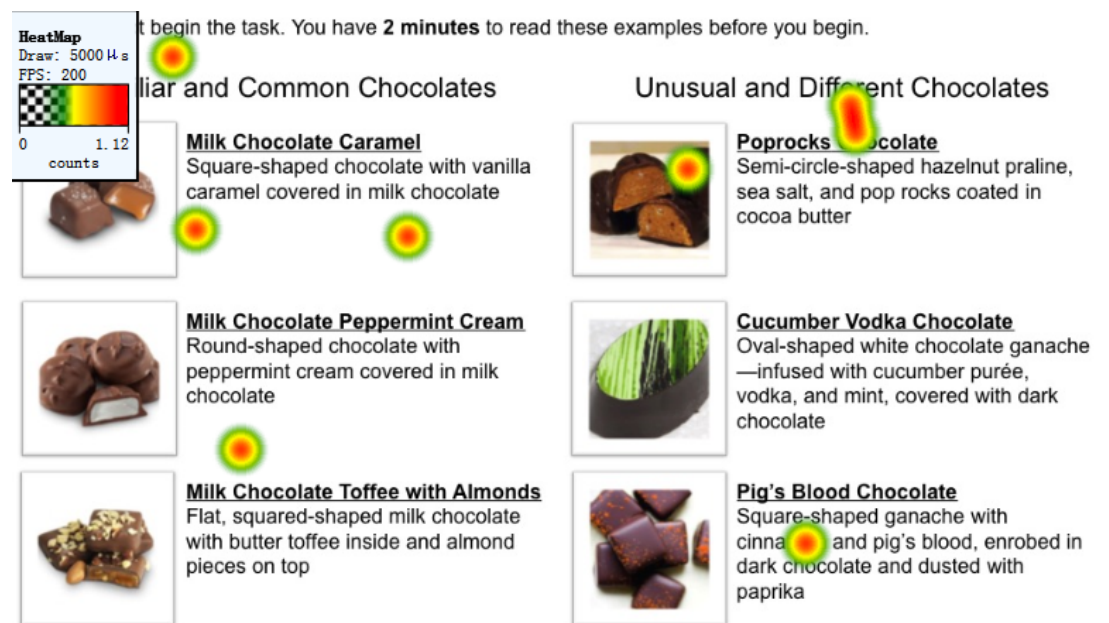 HeatMap
Draw: 5000 μs
FPS: 200
0 1.12
counts
t begin the task. You have 2 minutes to read these examples before you begin.
liar and Common Chocolates
Milk Chocolate Caramel
Square-shaped chocolate with vanilla
caramel covered in milk chocolate
Milk Chocolate Peppermint Cream
Round-shaped chocolate with
peppermint cream covered in milk
chocolate
Milk Chocolate Toffee with Almonds
Flat, squared-shaped milk chocolate
with butter toffee inside and almond
pieces on top
Unusual and Different Chocolates
Poprocks Chocolate
Semi-circle-shaped hazelnut praline,
sea salt, and pop rocks coated in
cocoa butter
Cucumber Vodka Chocolate
Oval-shaped white chocolate ganache
—infused with cucumber purée,
vodka, and mint, covered with dark
chocolate
Pig's Blood Chocolate
Square-shaped ganache with
cinna and pig's blood, enrobed in
dark chocolate and dusted with
paprika